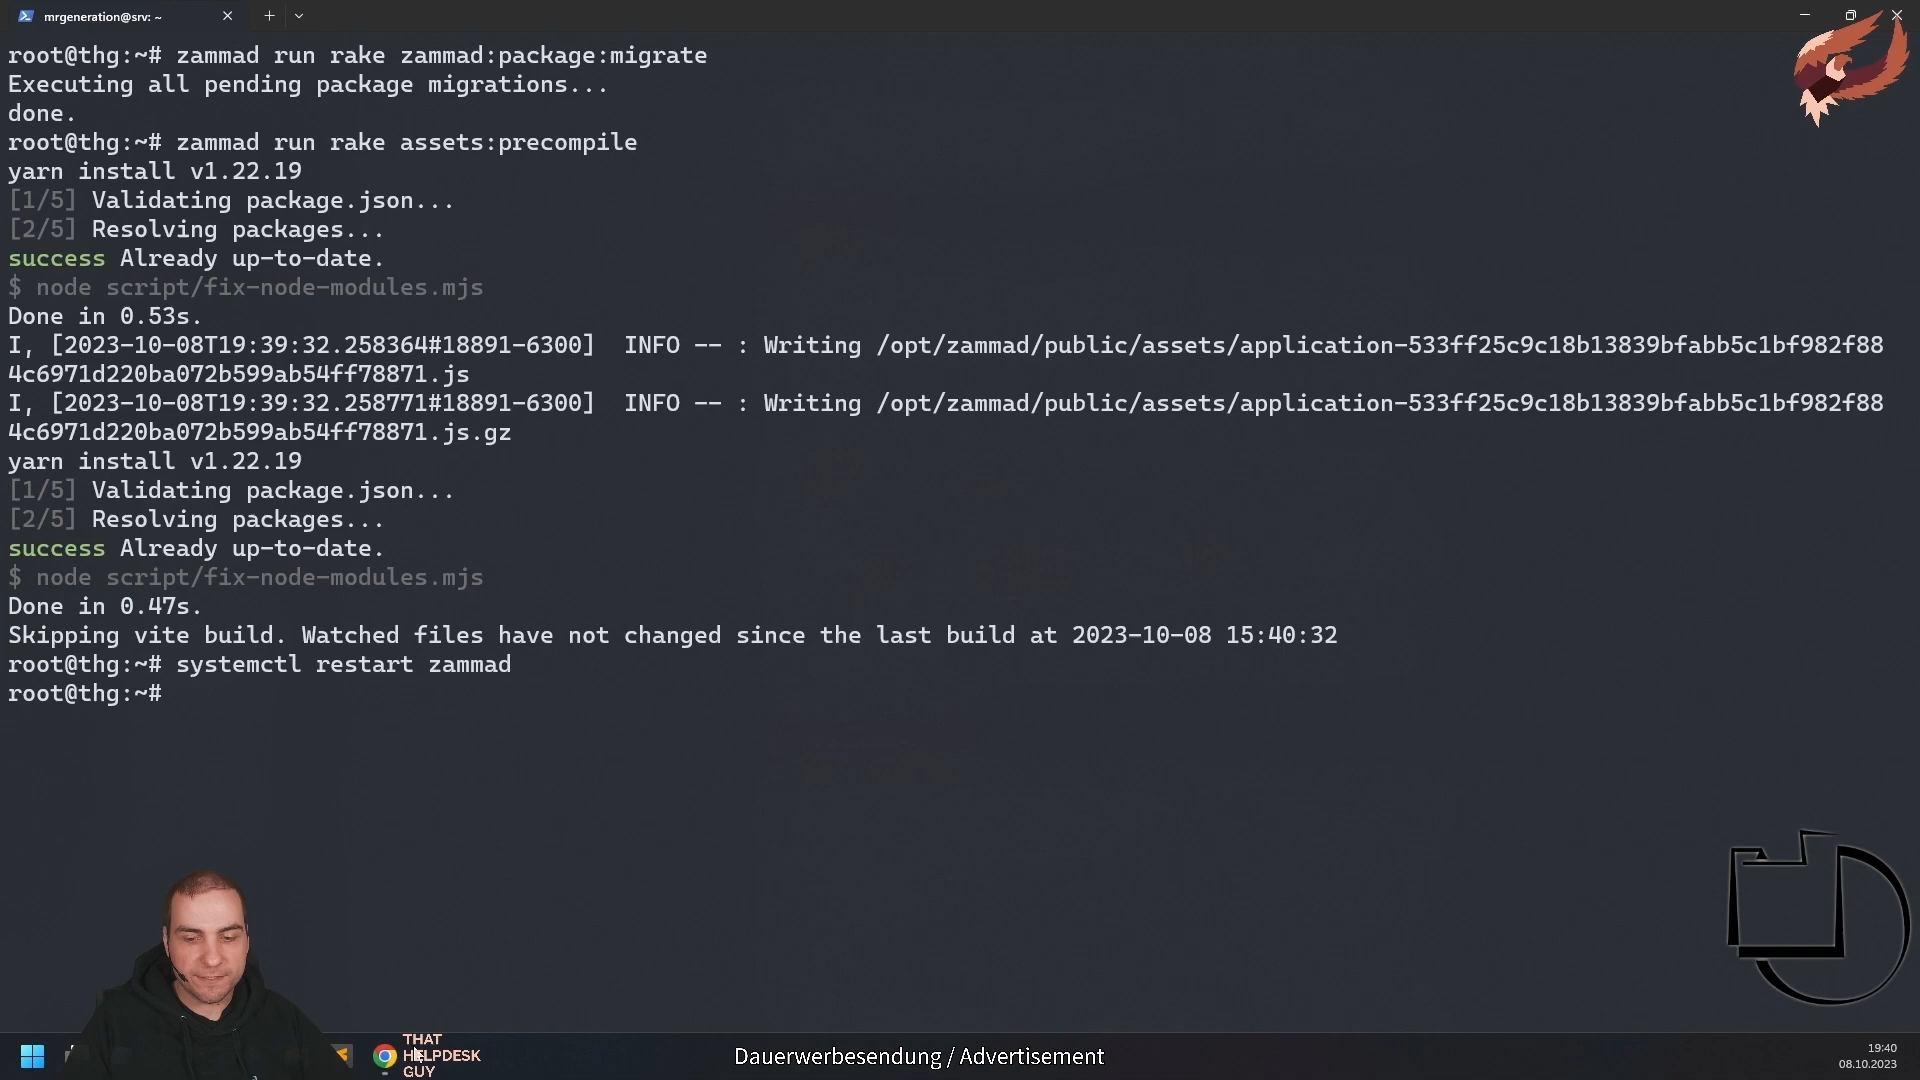 mrgeneration@srv: ~
root@thg:~# zammad run rake zammad:package:migrate
Executing all pending package migrations...
done.
root@thg:~# zammad run rake assets:precompile
yarn install v1.22.19
[1/5] Validating package.json...
[2/5] Resolving packages...
success Already up-to-date.
$ node script/fix-node-modules.mjs
Done in 0.53s.
I, [2023-10-08T19:39:32.258364#18891-6300]  INFO -- : Writing /opt/zammad/public/assets/application-533ff25c9c18b13839bfabb5c1bf982f88
4c6971d220ba072b599ab54ff78871.js
I, [2023-10-08T19:39:32.258771#18891-6300]  INFO -- : Writing /opt/zammad/public/assets/application-533ff25c9c18b13839bfabb5c1bf982f88
4c6971d220ba072b599ab54ff78871.js.gz
yarn install v1.22.19
[1/5] Validating package.json...
[2/5] Resolving packages...
success Already up-to-date.
$ node script/fix-node-modules.mjs
Done in 0.47s.
Skipping vite build. Watched files have not changed since the last build at 2023-10-08 15:40:32
root@thg:~# systemctl restart zammad
root@thg:~#
THAT
HELPDESK
GUY
Dauerwerbesendung / Advertisement
19:40
08.10.2023